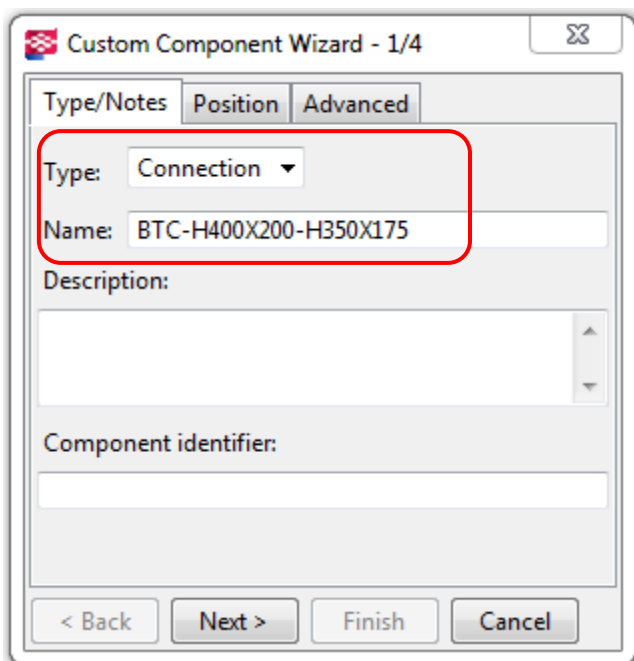 Custom Component Wizard - 1/4
Type/Notes Position Advanced
Type: Connection
Name: BTC-H400X200-H350X175
Description:
Component identifier:
< Back Next > Finish Cancel